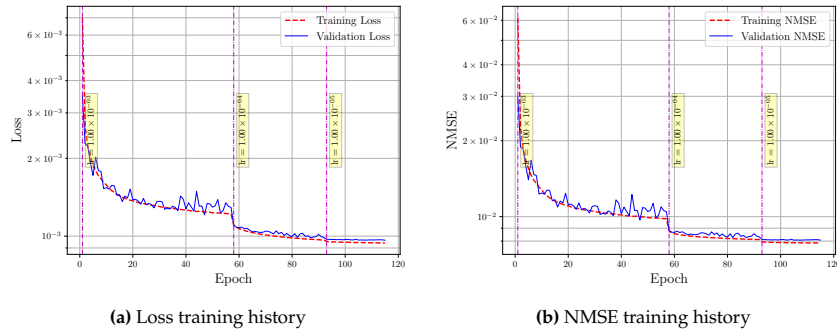 6 × 10⁻³
4 × 10⁻³
3 × 10⁻³
2 × 10⁻³
10⁻³
Loss
Training Loss
Validation Loss
lr = 1.00 × 10⁻⁰³
lr = 1.00 × 10⁻⁰⁴
lr = 1.00 × 10⁻⁰⁵
0 20 40 60 80 100 120
Epoch
(a) Loss training history
6 × 10⁻²
4 × 10⁻²
3 × 10⁻²
2 × 10⁻²
10⁻²
NMSE
Training NMSE
Validation NMSE
lr = 1.00 × 10⁻⁰³
lr = 1.00 × 10⁻⁰⁴
lr = 1.00 × 10⁻⁰⁵
0 20 40 60 80 100 120
Epoch
(b) NMSE training history